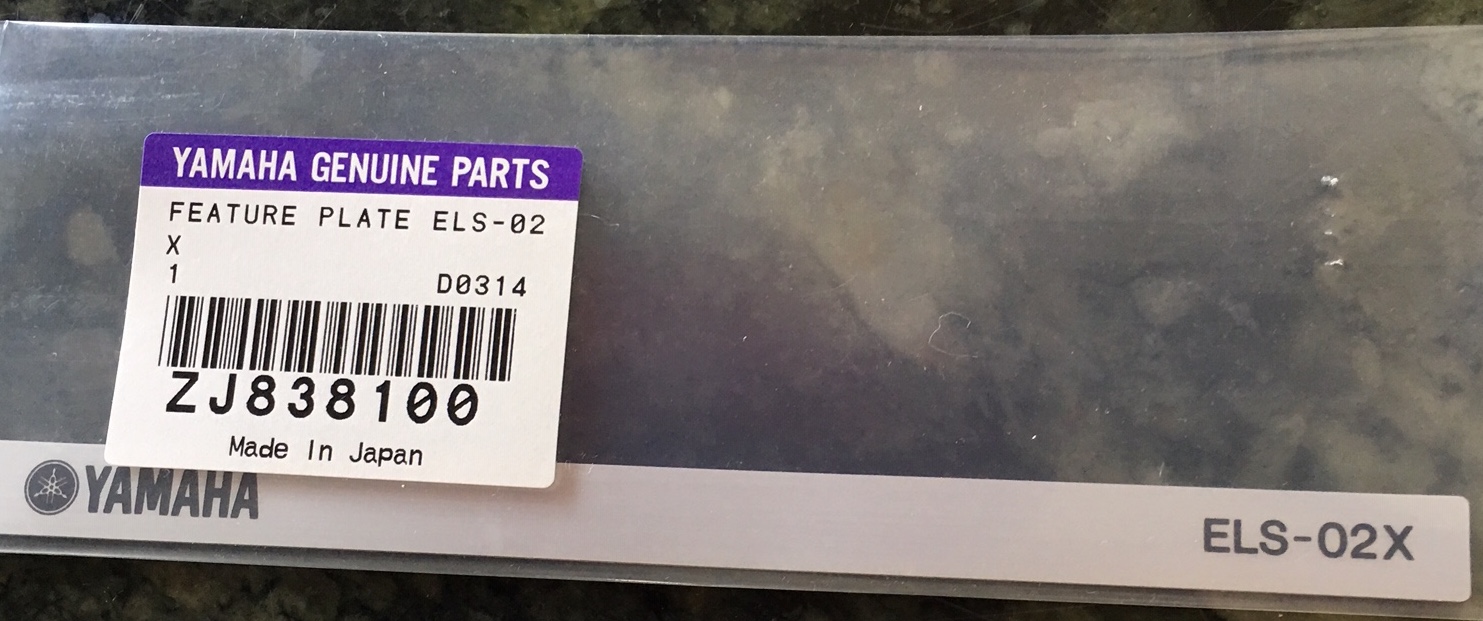 YAMAHA GENUINE PARTS
FEATURE PLATE ELS-02
X
1 D0314
ZJ838100
Made In Japan
YAMAHA
ELS-02X